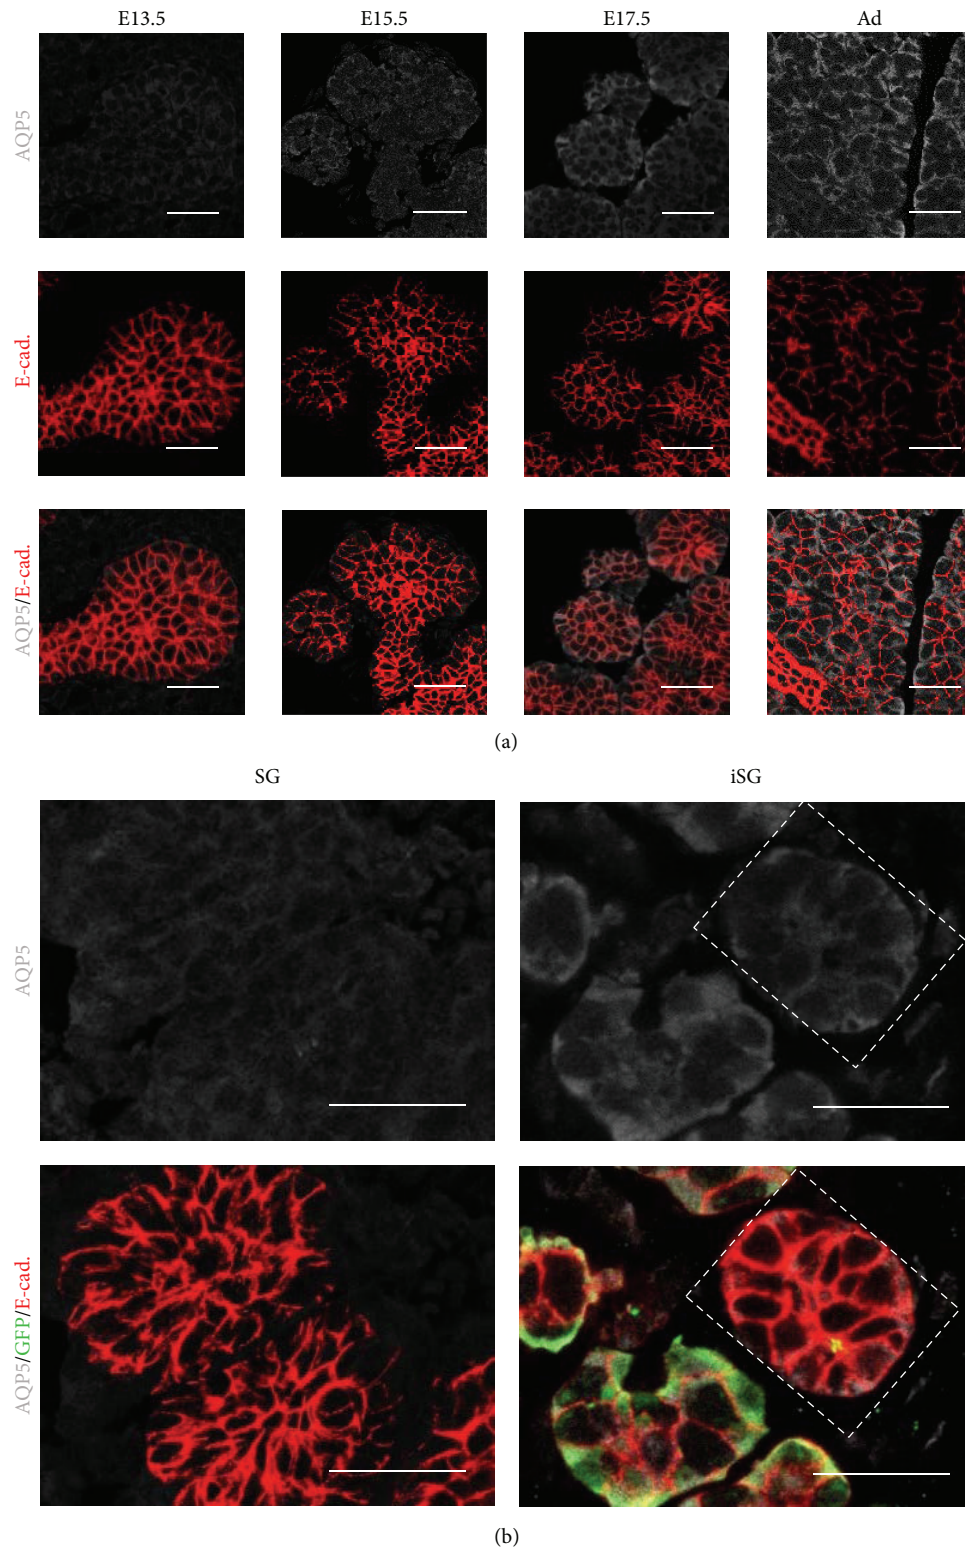 E13.5 E15.5 E17.5 Ad
AQP5
E-cad.
AQP5/E-cad.
(a)
SG iSG
AQP5
AQP5/GFP/E-cad.
(b)